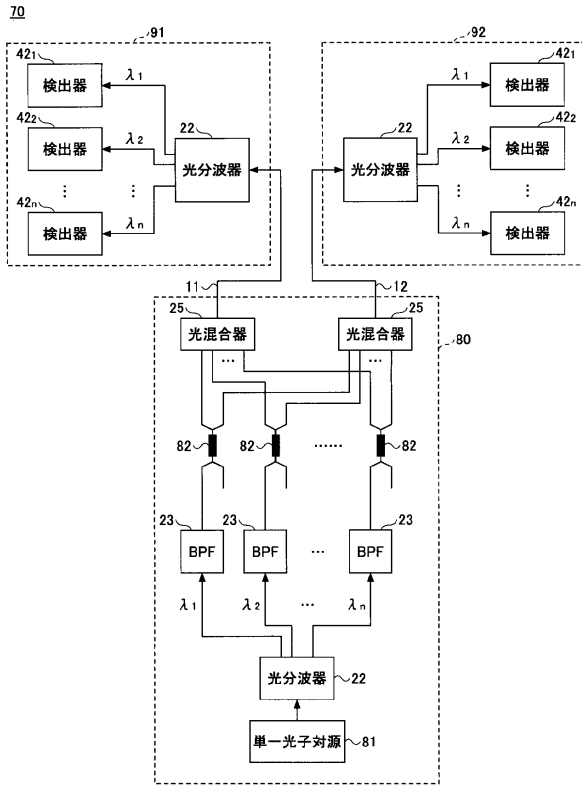 70
91
92
42₁
検出器
λ₁
42₂
検出器
λ₂
22
光分波器
⋮ … ⋮
42ₙ
検出器
λₙ
42₁
λ₁
検出器
22
光分波器
42₂
λ₂
検出器
⋮ … ⋮
42ₙ
λₙ
検出器
11
12
25
光混合器
25
光混合器
80
…
…
82
82
……
82
23
BPF
23
BPF
…
23
BPF
λ₁
λ₂
…
λₙ
光分波器
22
単一光子対源
81